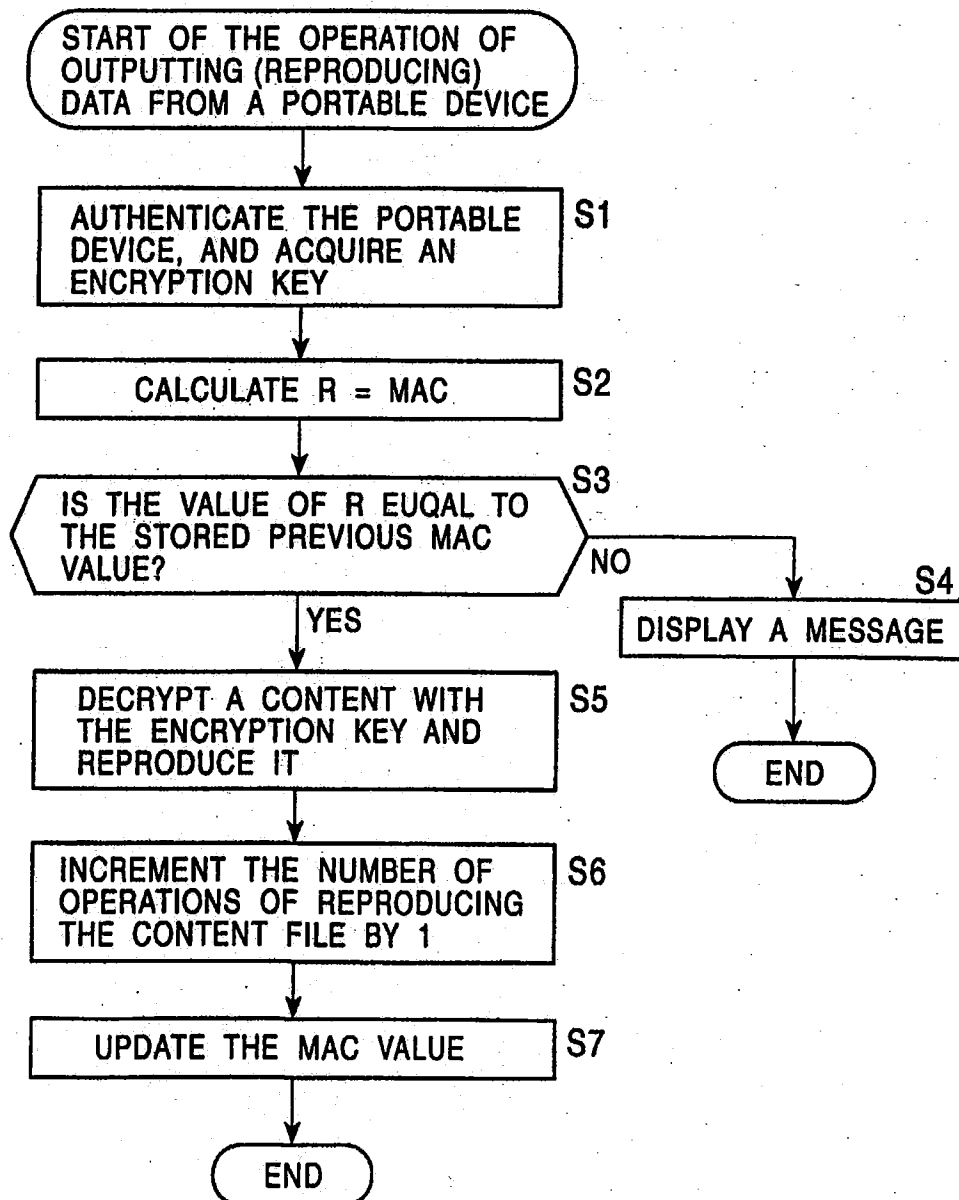 START OF THE OPERATION OF
OUTPUTTING (REPRODUCING)
DATA FROM A PORTABLE DEVICE
AUTHENTICATE THE PORTABLE
DEVICE, AND ACQUIRE AN
ENCRYPTION KEY
S1
CALCULATE R = MAC
S2
IS THE VALUE OF R EUQAL TO
THE STORED PREVIOUS MAC
VALUE?
S3
NO
S4
DISPLAY A MESSAGE
END
YES
DECRYPT A CONTENT WITH
THE ENCRYPTION KEY AND
REPRODUCE IT
S5
INCREMENT THE NUMBER OF
OPERATIONS OF REPRODUCING
THE CONTENT FILE BY 1
S6
UPDATE THE MAC VALUE
S7
END